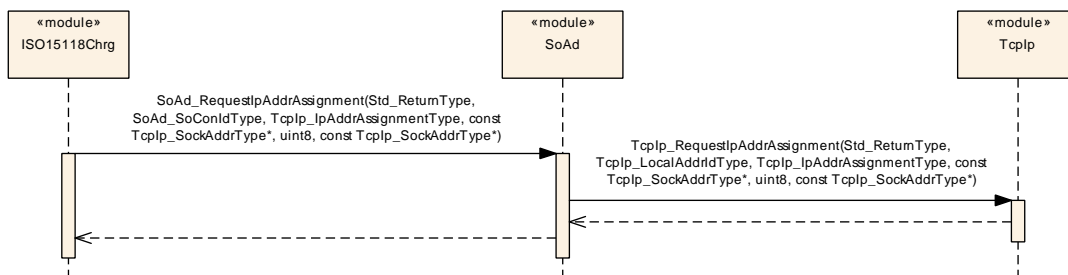 «module»
ISO15118Chrg
«module»
SoAd
«module»
TcpIp
SoAd_RequestIpAddrAssignment(Std_ReturnType,
SoAd_SoConIdType, TcpIp_IpAddrAssignmentType, const
TcpIp_SockAddrType*, uint8, const TcpIp_SockAddrType*)
TcpIp_RequestIpAddrAssignment(Std_ReturnType,
TcpIp_LocalAddrIdType, TcpIp_IpAddrAssignmentType, const
TcpIp_SockAddrType*, uint8, const TcpIp_SockAddrType*)